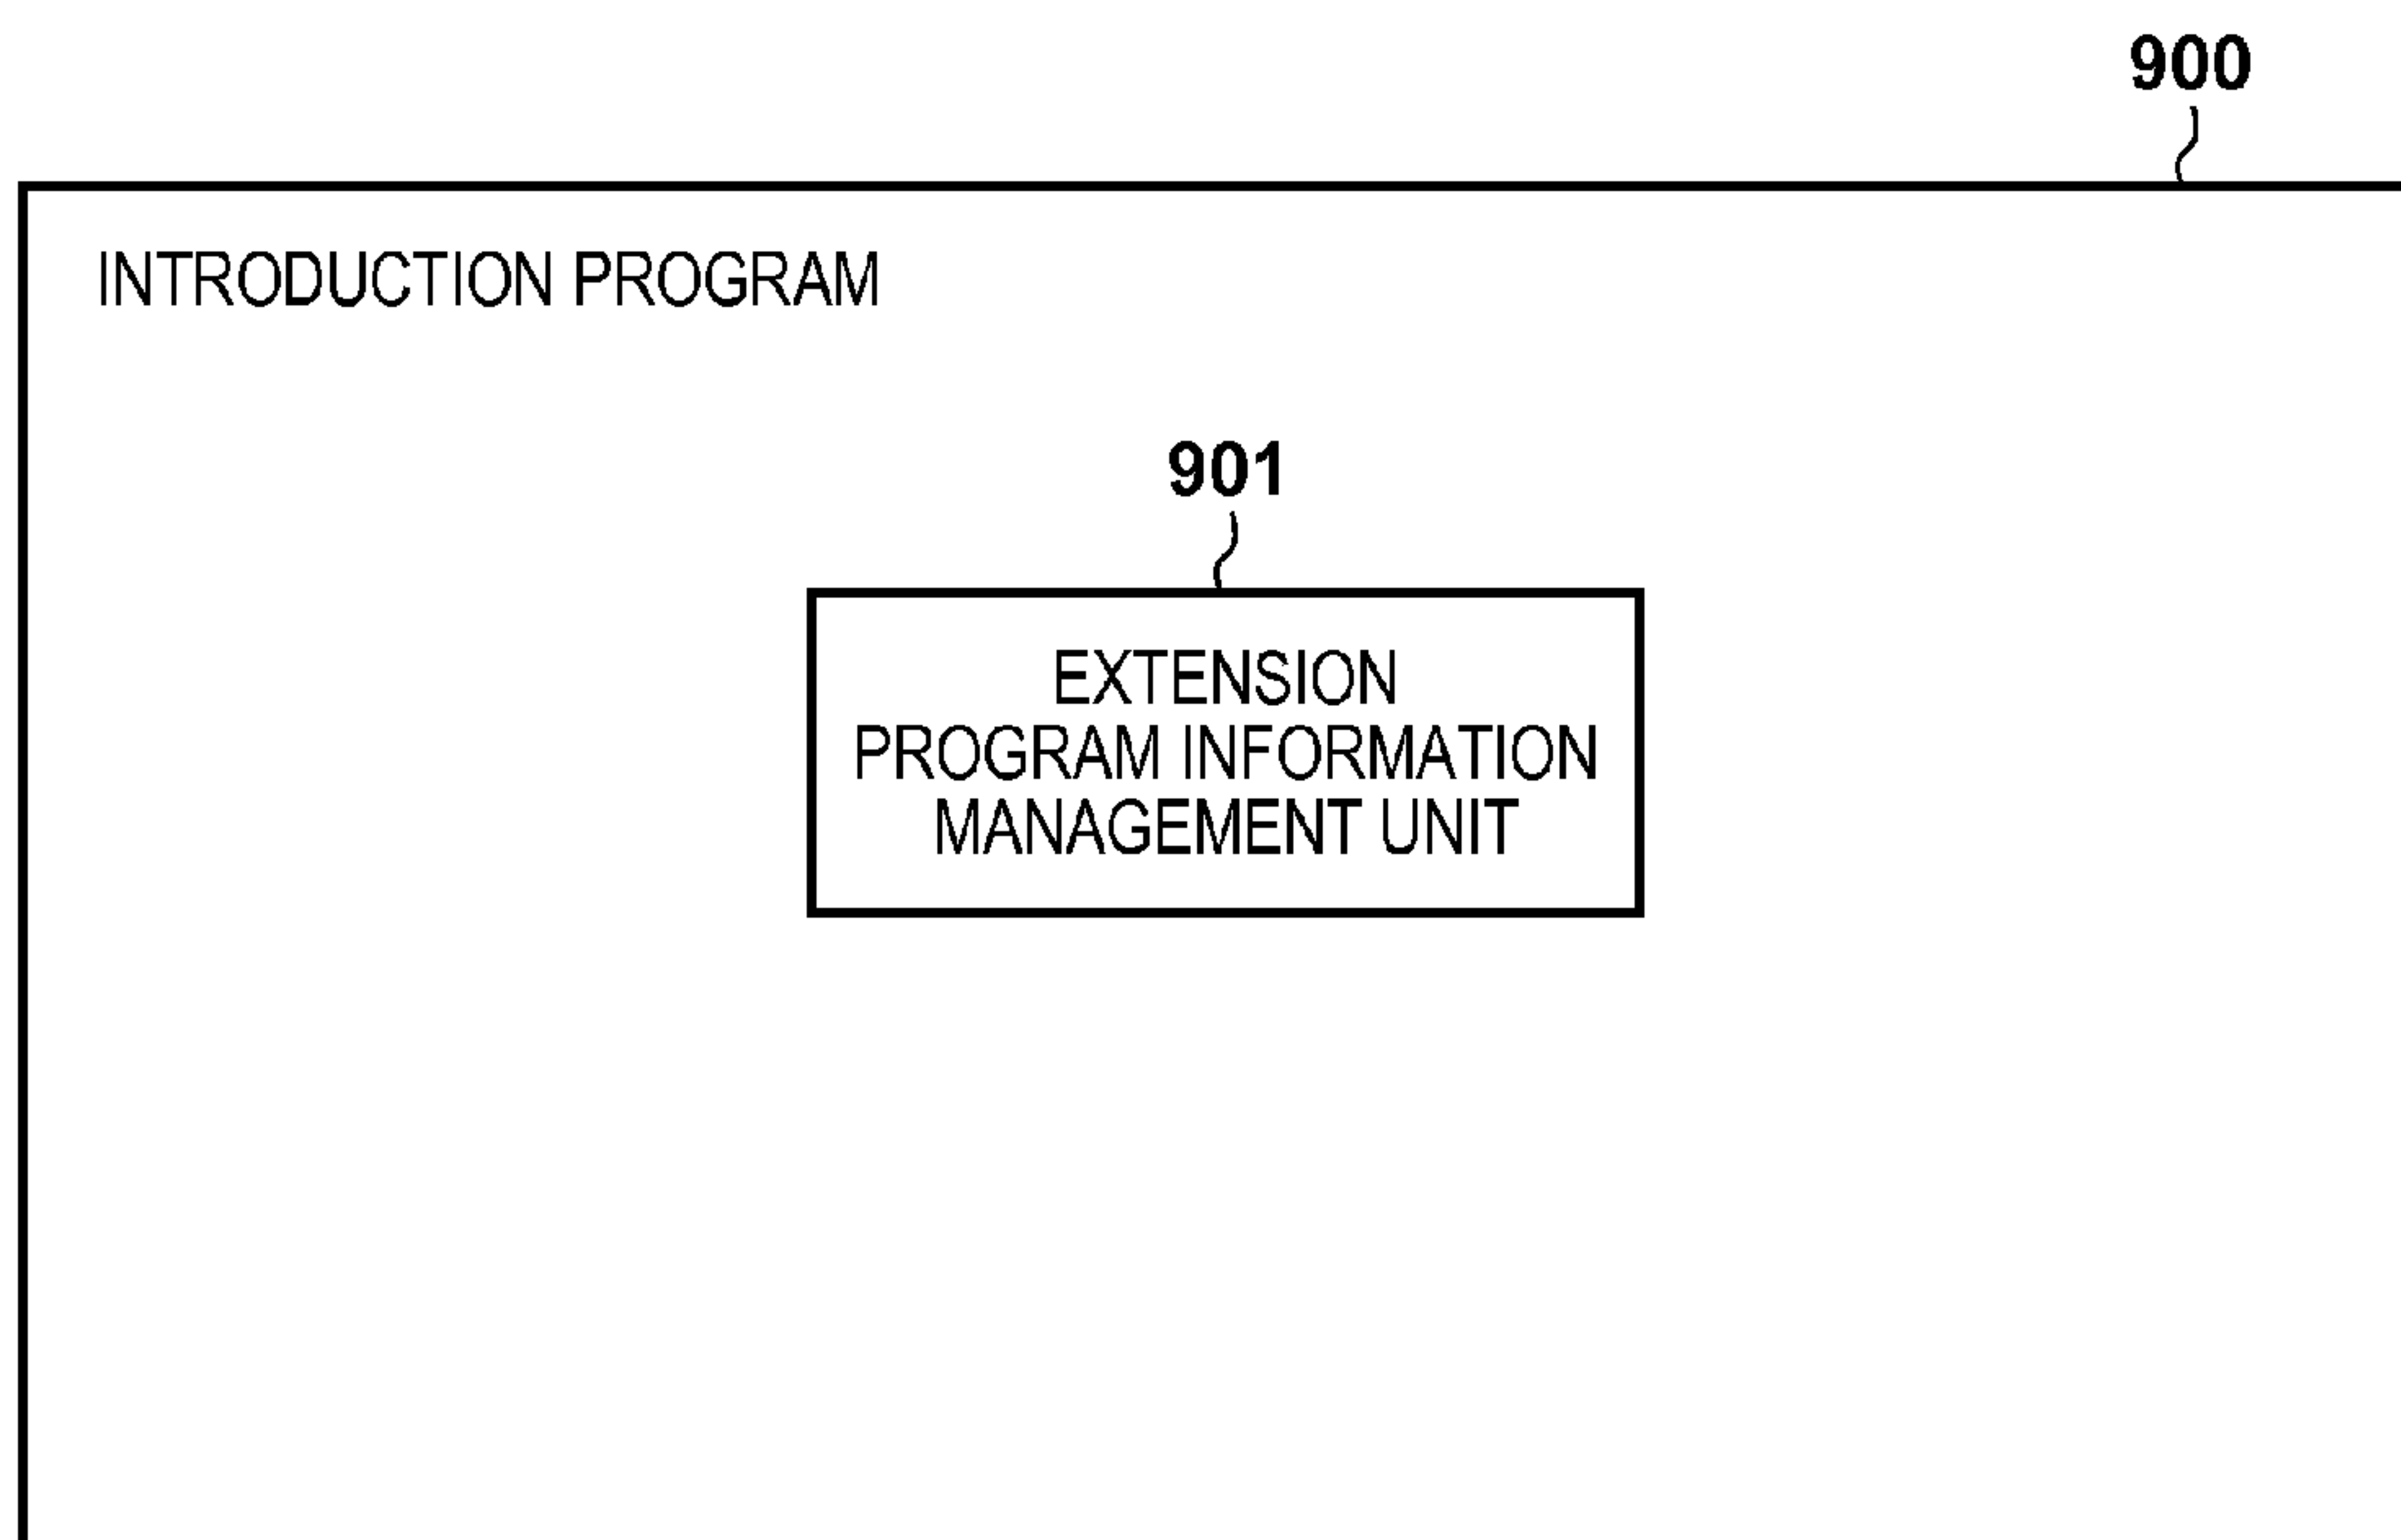 900
INTRODUCTION PROGRAM
901
EXTENSION
PROGRAM INFORMATION
MANAGEMENT UNIT